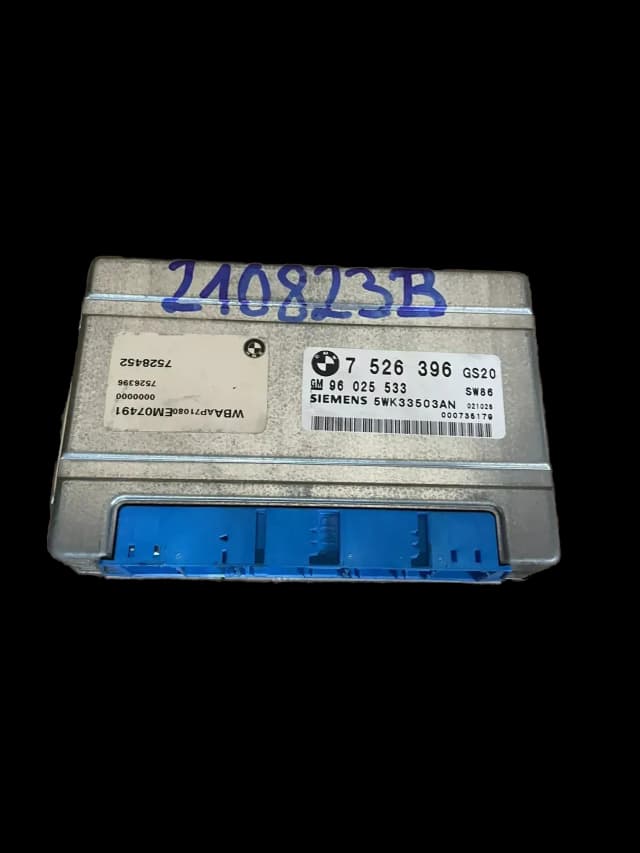 210823B
7528452
7526396
0000000
WBAAP71080EM07491
7 526 396 GS20
GM 96 025 533 SW86
SIEMENS 5WK33503AN 021026
000735179